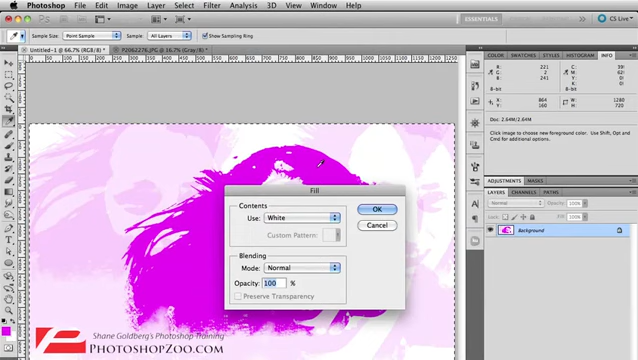 Photoshop File Edit Image Layer Select Filter Analysis 3D View Window Help
100% ESSENTIALS CS Live
Sample Size: Point Sample Sample: All Layers Show Sampling Ring
Untitled-1 @ 66.7% (RGB/8) * P2062276.JPG @ 16.7% (Gray/8) *
COLOR SWATCHES STYLES HISTOGRAM INFO
R: 221 C: 39!
G: 2 M: 82!
B: 241 Y: 0!
K: 0!
8-bit 8-bit
X: 864 W: 1280
Y: 160 H: 720
Doc: 2.64M/2.64M
Click image to choose new foreground color. Use Shift, Opt and Cmd for additional options.
ADJUSTMENTS MASKS
LAYERS CHANNELS PATHS
Normal Opacity: 100%
Lock: Fill: 100%
Background
Fill
Contents
Use: White
Custom Pattern:
OK
Cancel
Blending
Mode: Normal
Opacity: 100 %
Preserve Transparency
Shane Goldberg's Photoshop Training
PHOTOSHOPZOO.COM